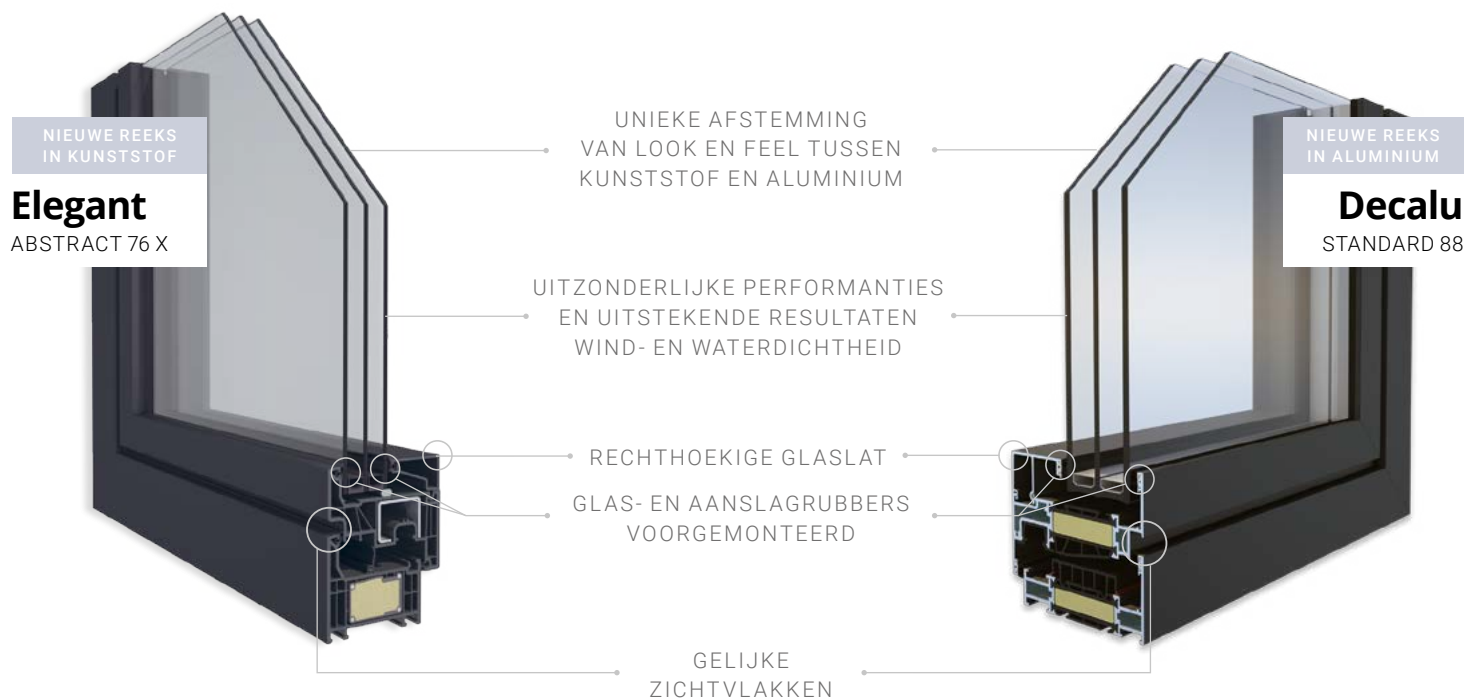 NIEUWE REEKS
IN KUNSTSTOF
Elegant
ABSTRACT 76 X
UNIEKE AFSTEMMING
VAN LOOK EN FEEL TUSSEN
KUNSTSTOF EN ALUMINIUM
NIEUWE REEKS
IN ALUMINIUM
Decalu
STANDARD 88
UITZONDERLIJKE PERFORMANTIES
EN UITSTEKENDE RESULTATEN
WIND- EN WATERDICHTHEID
RECHTHOEKIGE GLASLAT
GLAS- EN AANSLAGRUBBERS
VOORGEMONTEERD
GELIJKE
ZICHTVLAKKEN